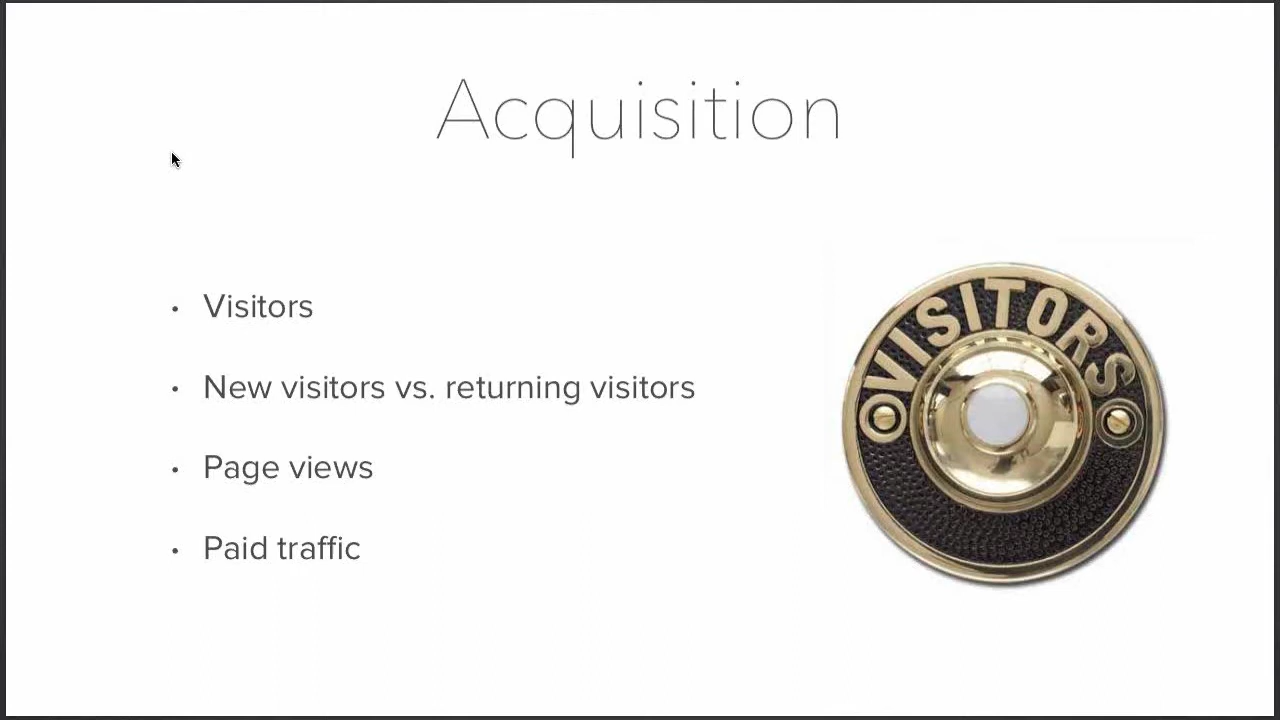 Acquisition
• Visitors
• New visitors vs. returning visitors
• Page views
• Paid traffic
VISITORS